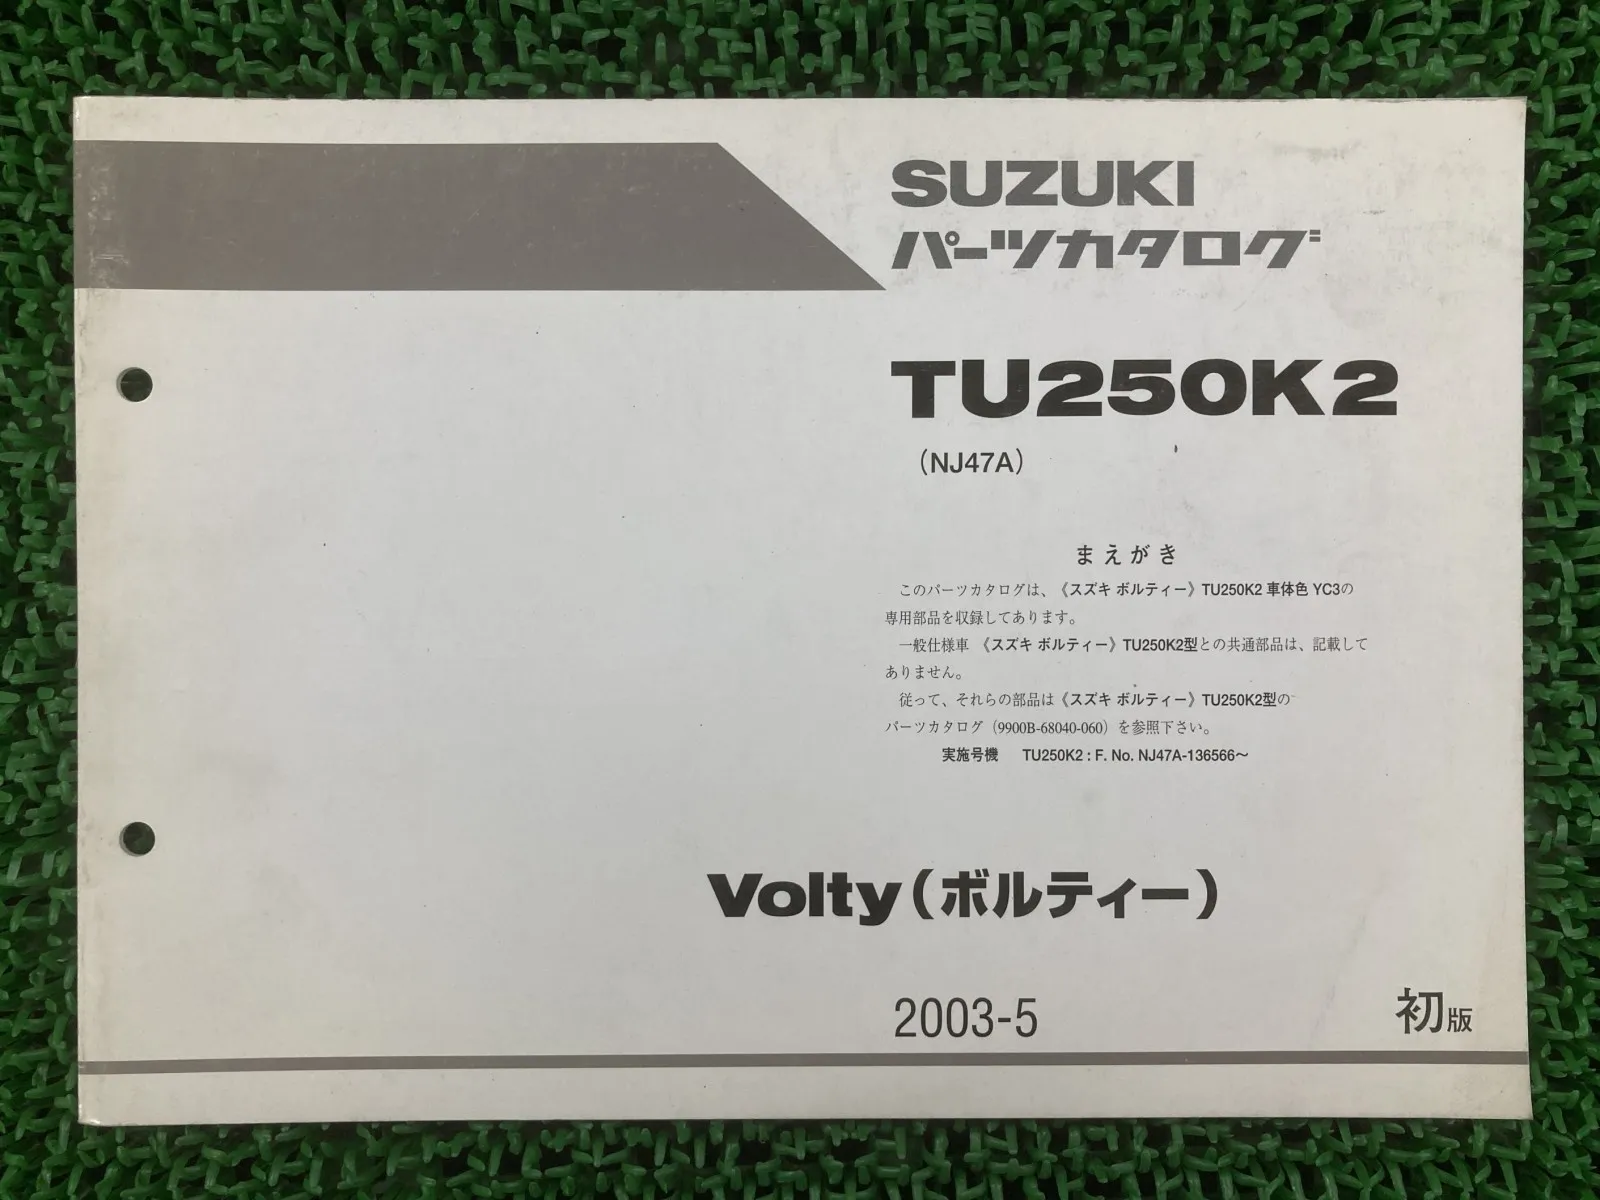 SUZUKI
パーツカタログ
TU250K2
(NJ47A)
まえがき
このパーツカタログは、《スズキ ボルティー》TU250K2 車体色 YC3の
専用部品を収録してあります。
一般仕様車 《スズキ ボルティー》TU250K2型との共通部品は、記載して
ありません。
従って、それらの部品は《スズキ ボルティー》TU250K2型の
パーツカタログ（9900B-68040-060）を参照下さい。
実施号機 TU250K2 : F. No. NJ47A-136566〜
Volty（ボルティー）
2003-5
初版